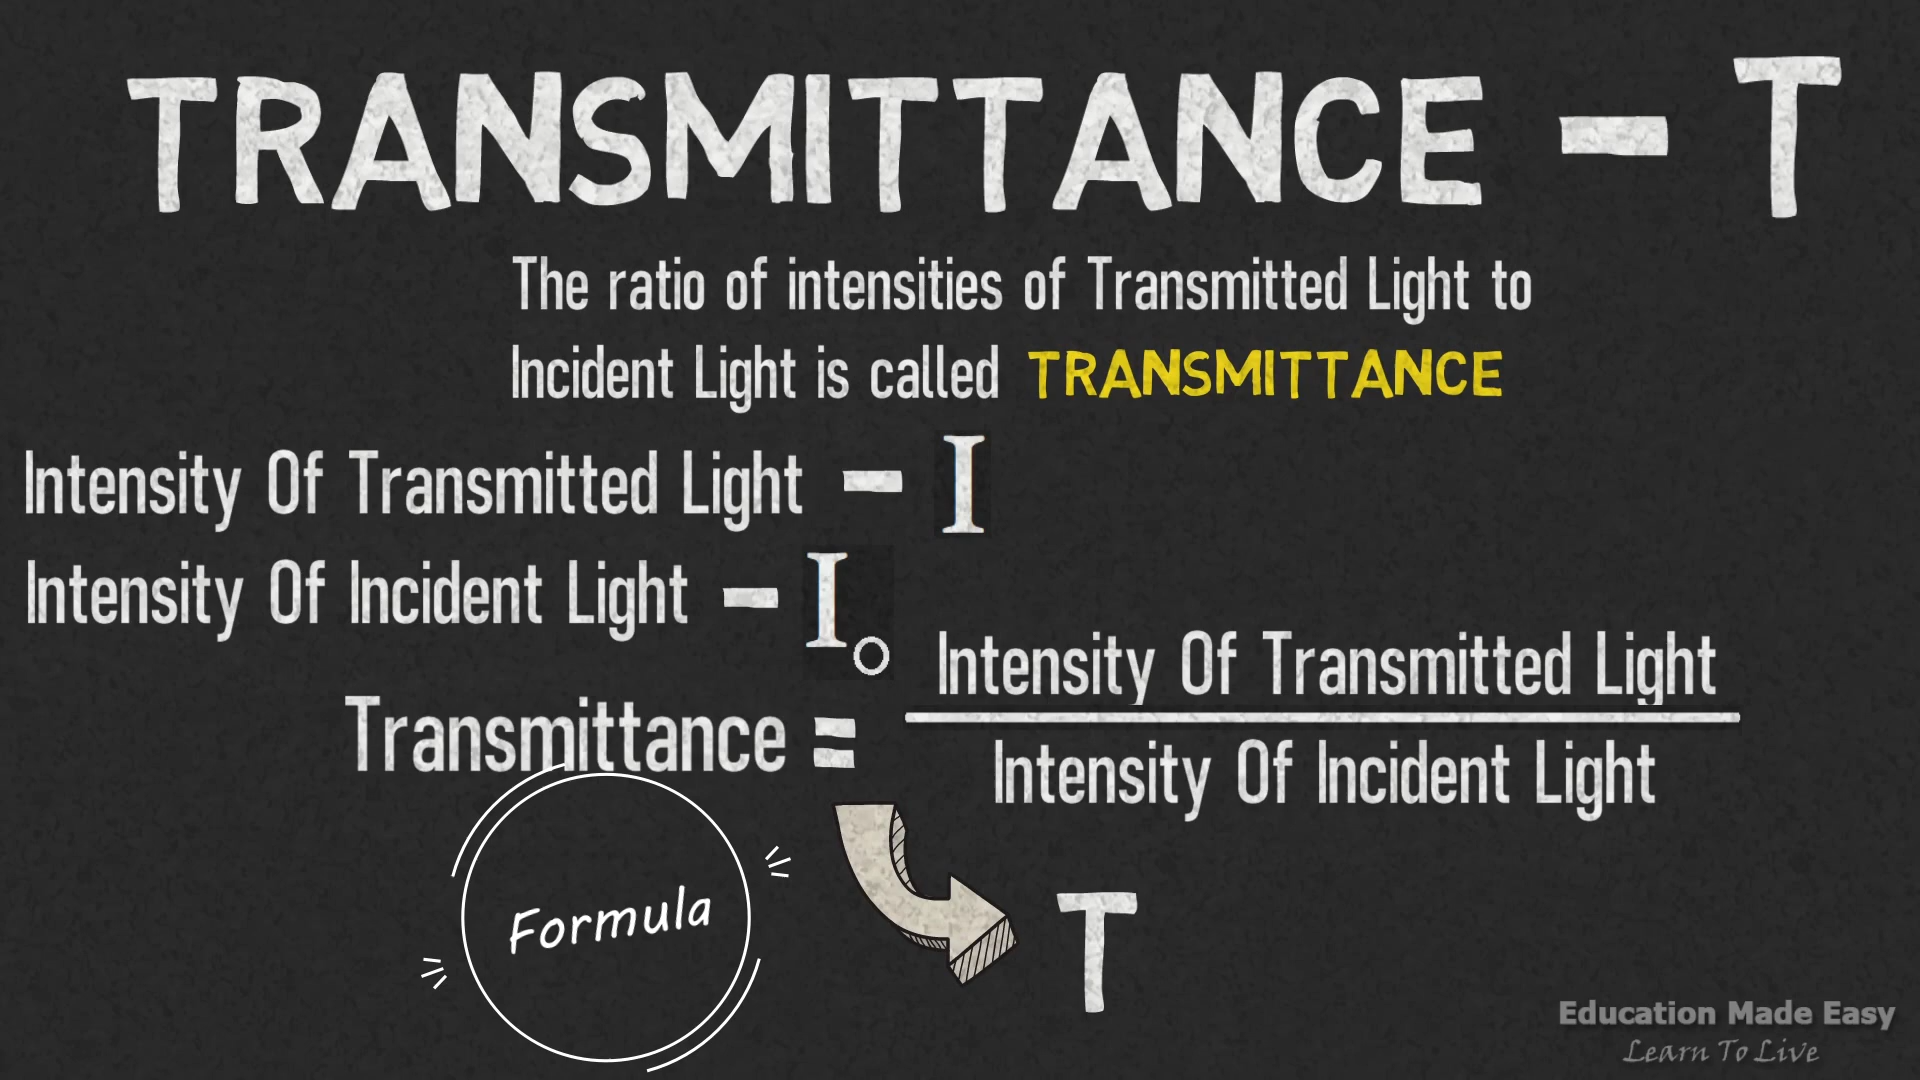 TRANSMITTANCE - T
The ratio of intensities of Transmitted Light to
Incident Light is called TRANSMITTANCE
Intensity Of Transmitted Light - I
Intensity Of Incident Light - I₀
Transmittance =
Intensity Of Transmitted Light
Intensity Of Incident Light
Formula
T
Education Made Easy
Learn To Live